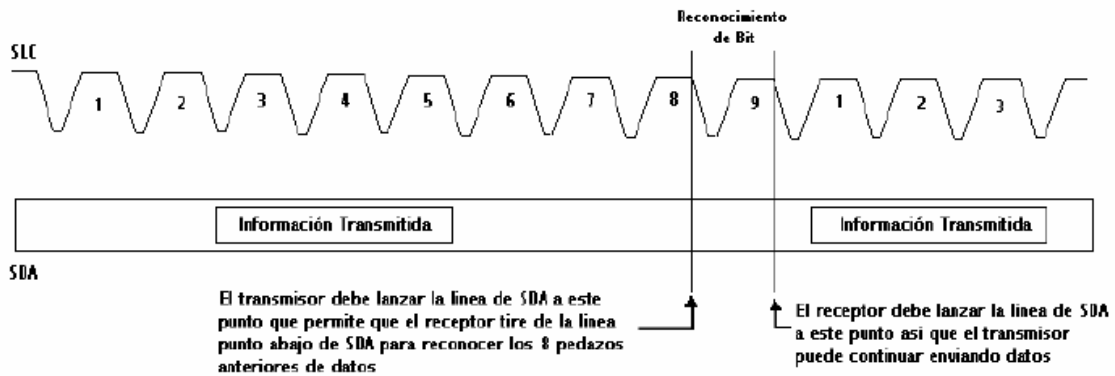 Reconocimiento
de Bit
SLC
1 2 3 4 5 6 7 8 9 1 2 3
Información Transmitida Información Transmitida
SDA
El transmisor debe lanzar la linea de SDA a este
punto que permite que el receptor tire de la linea
punto abajo de SDA para reconocer los 8 pedazos
anteriores de datos
El receptor debe lanzar la linea de SDA
a este punto asi que el transmisor
puede continuar enviando datos